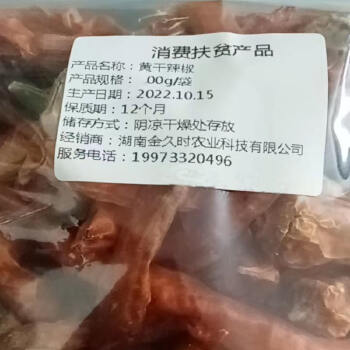 消费扶贫产品
产品名称：黄干辣椒
产品规格： 00g/袋
生产日期：2022.10.15
保质期：12个月
储存方式：阴凉干燥处存放
经销商：湖南金久时农业科技有限公司
服务电话：19973320496